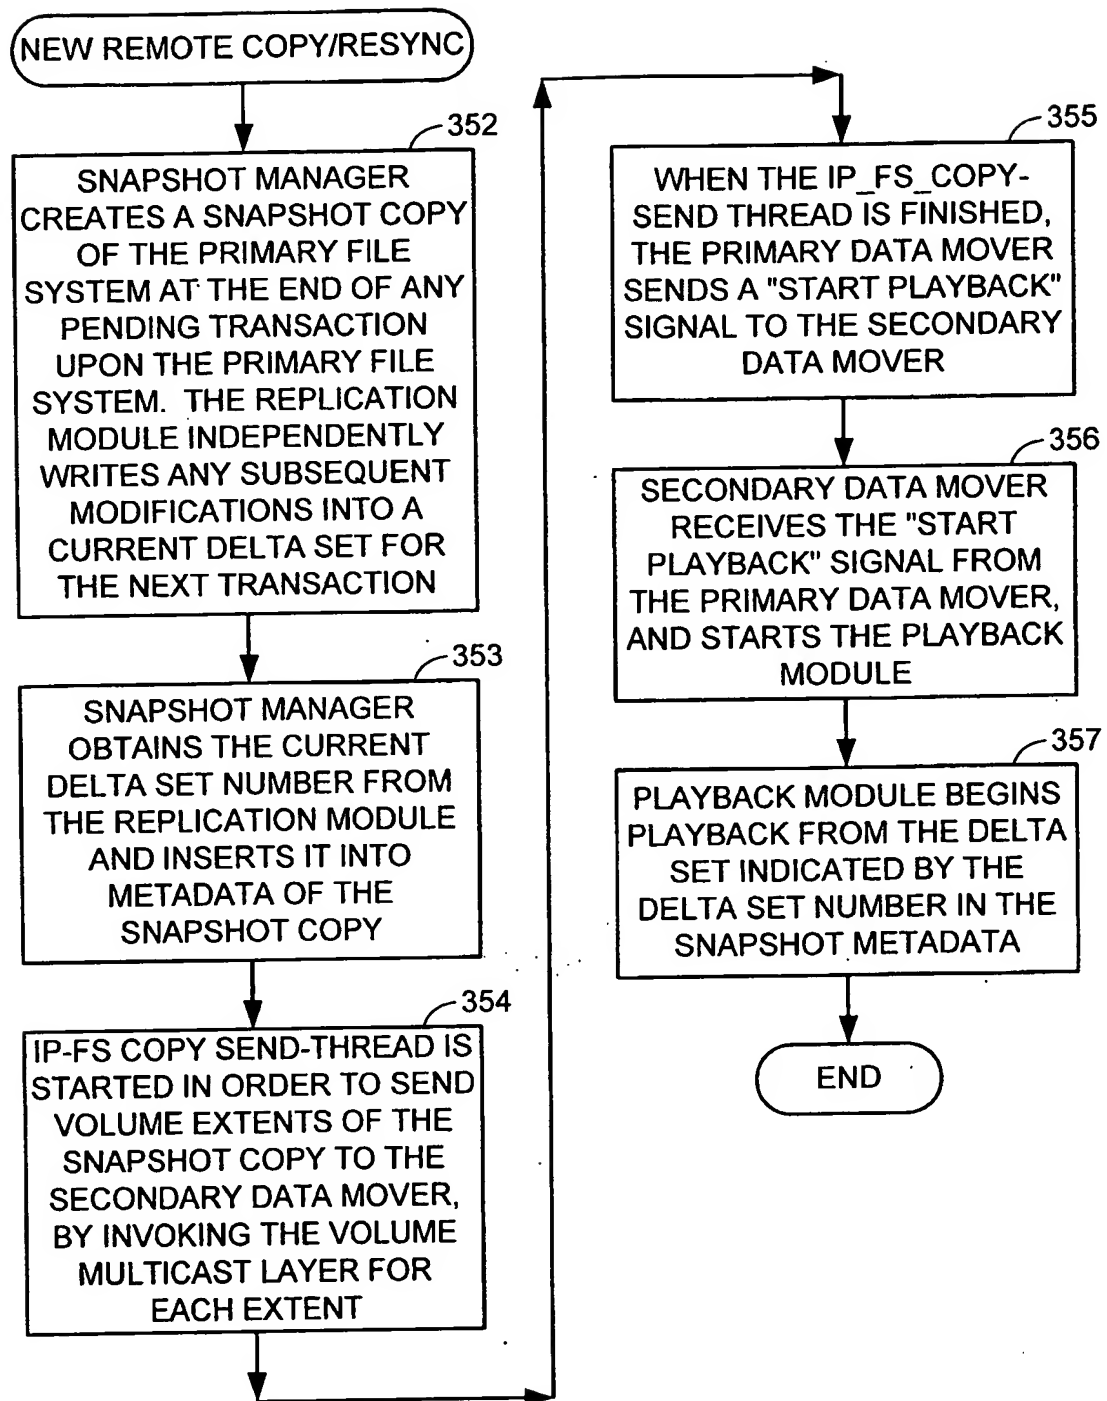 NEW REMOTE COPY/RESYNC
352
SNAPSHOT MANAGER
CREATES A SNAPSHOT COPY
OF THE PRIMARY FILE
SYSTEM AT THE END OF ANY
PENDING TRANSACTION
UPON THE PRIMARY FILE
SYSTEM. THE REPLICATION
MODULE INDEPENDENTLY
WRITES ANY SUBSEQUENT
MODIFICATIONS INTO A
CURRENT DELTA SET FOR
THE NEXT TRANSACTION
353
SNAPSHOT MANAGER
OBTAINS THE CURRENT
DELTA SET NUMBER FROM
THE REPLICATION MODULE
AND INSERTS IT INTO
METADATA OF THE
SNAPSHOT COPY
354
IP-FS COPY SEND-THREAD IS
STARTED IN ORDER TO SEND
VOLUME EXTENTS OF THE
SNAPSHOT COPY TO THE
SECONDARY DATA MOVER,
BY INVOKING THE VOLUME
MULTICAST LAYER FOR
EACH EXTENT
355
WHEN THE IP_FS_COPY-
SEND THREAD IS FINISHED,
THE PRIMARY DATA MOVER
SENDS A "START PLAYBACK"
SIGNAL TO THE SECONDARY
DATA MOVER
356
SECONDARY DATA MOVER
RECEIVES THE "START
PLAYBACK" SIGNAL FROM
THE PRIMARY DATA MOVER,
AND STARTS THE PLAYBACK
MODULE
357
PLAYBACK MODULE BEGINS
PLAYBACK FROM THE DELTA
SET INDICATED BY THE
DELTA SET NUMBER IN THE
SNAPSHOT METADATA
END